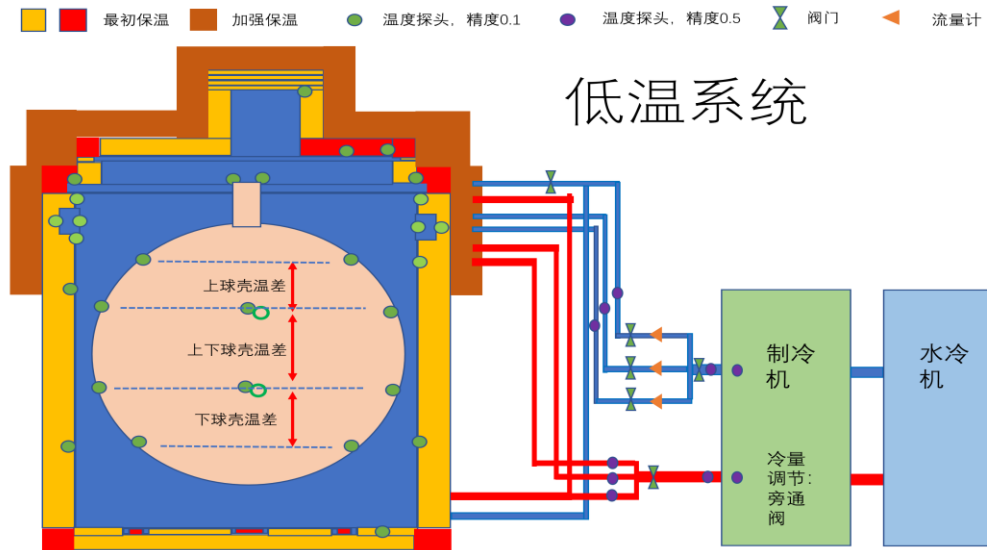 最初保温
加强保温
温度探头，精度0.1
温度探头，精度0.5
阀门
流量计
低温系统
上球壳温差
上下球壳温差
下球壳温差
制冷
机
水冷
机
冷量
调节：
旁通
阀